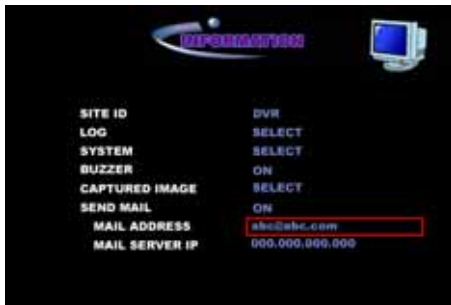 INFORMATION
SITE ID DVR
LOG SELECT
SYSTEM SELECT
BUZZER ON
CAPTURED IMAGE SELECT
SEND MAIL ON
MAIL ADDRESS abc@abc.com
MAIL SERVER IP 000.000.000.000